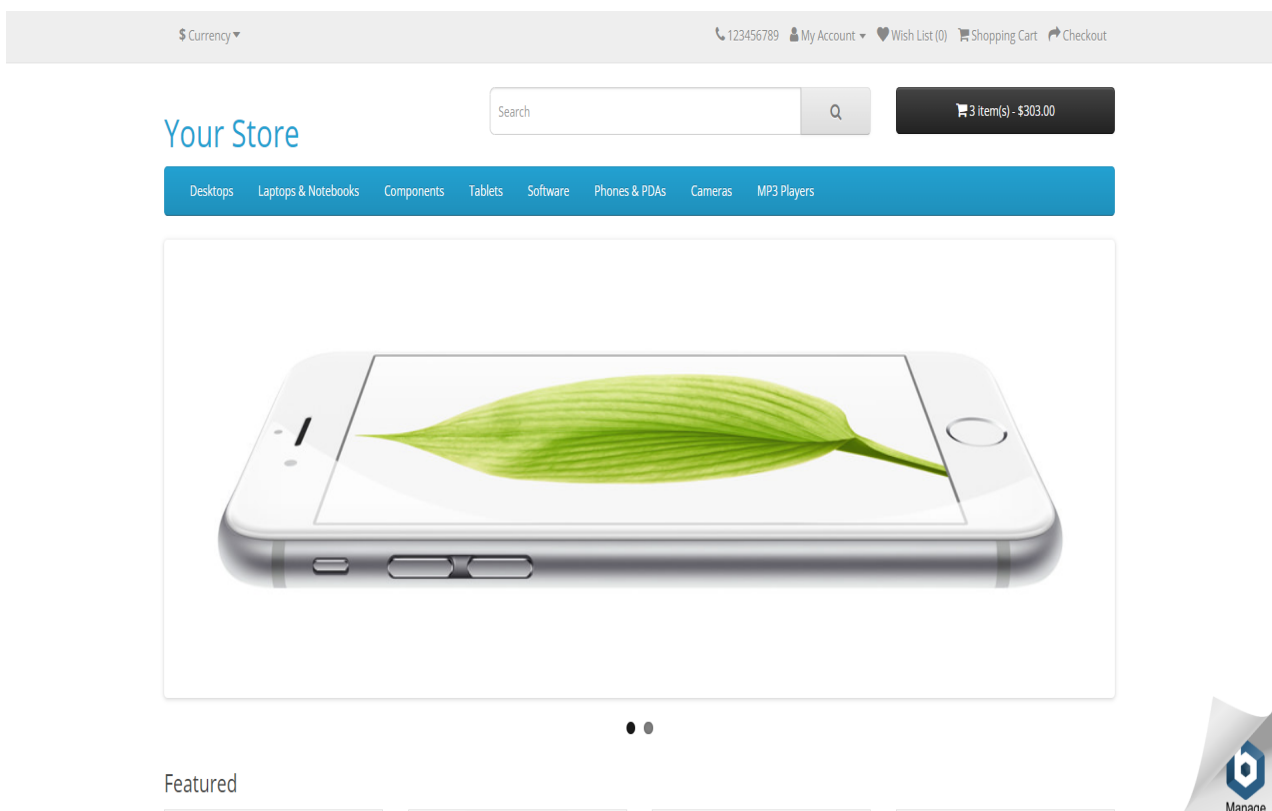 $ Currency
123456789 My Account Wish List (0) Shopping Cart Checkout
Search
3 item(s) - $303.00
Your Store
Desktops Laptops & Notebooks Components Tablets Software Phones & PDAs Cameras MP3 Players
Featured
Manage